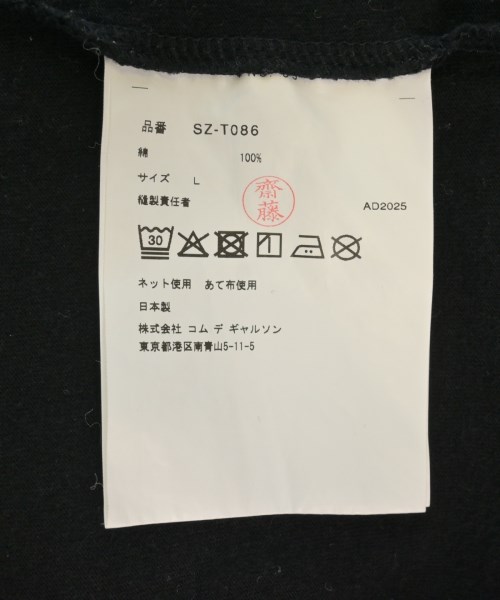 品番 SZ-T086
綿 100%
サイズ L
縫製責任者
齋藤
AD2025
30
ネット使用 あて布使用
日本製
株式会社 コム デ ギャルソン
東京都港区南青山5-11-5